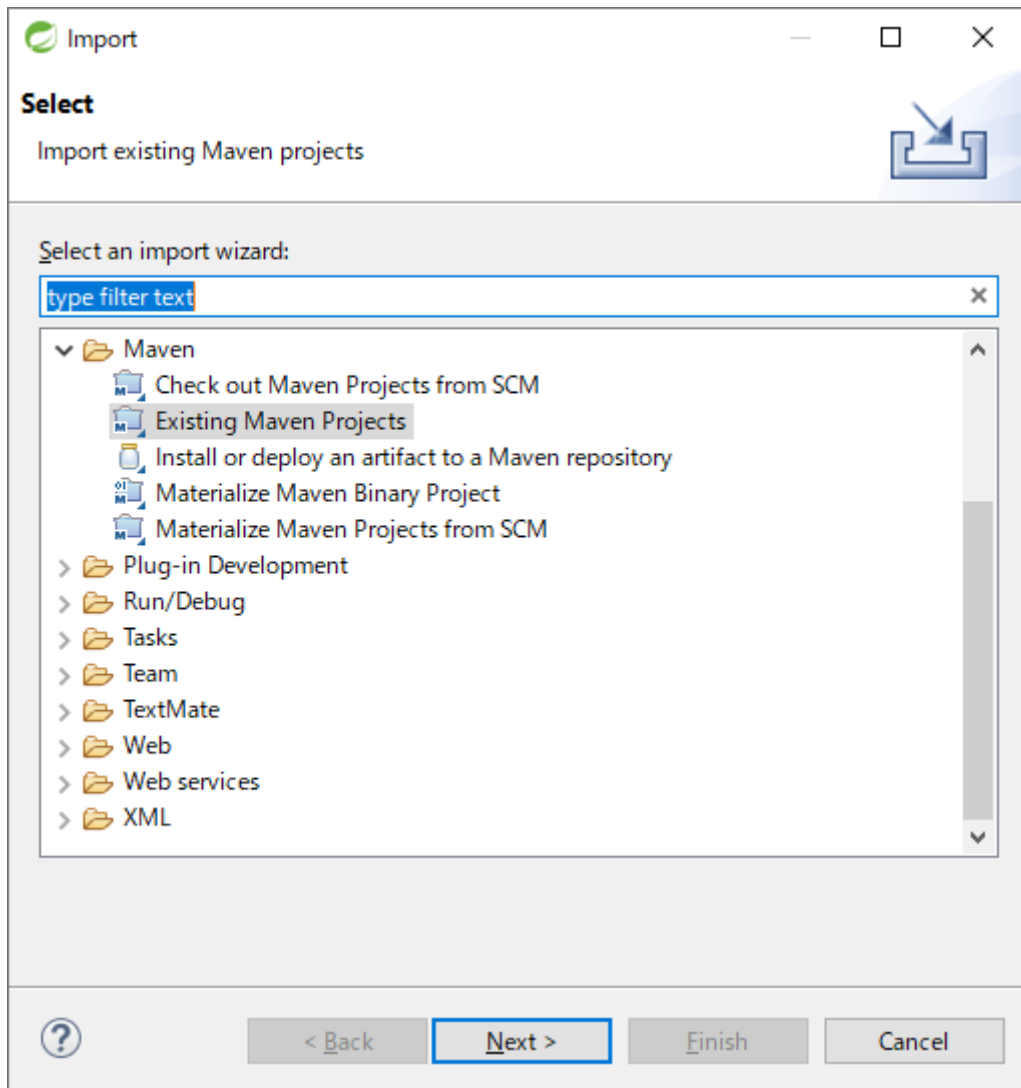 Import
Select
Import existing Maven projects
Select an import wizard:
type filter text
Maven
Check out Maven Projects from SCM
Existing Maven Projects
Install or deploy an artifact to a Maven repository
Materialize Maven Binary Project
Materialize Maven Projects from SCM
Plug-in Development
Run/Debug
Tasks
Team
TextMate
Web
Web services
XML
? < Back Next > Finish Cancel